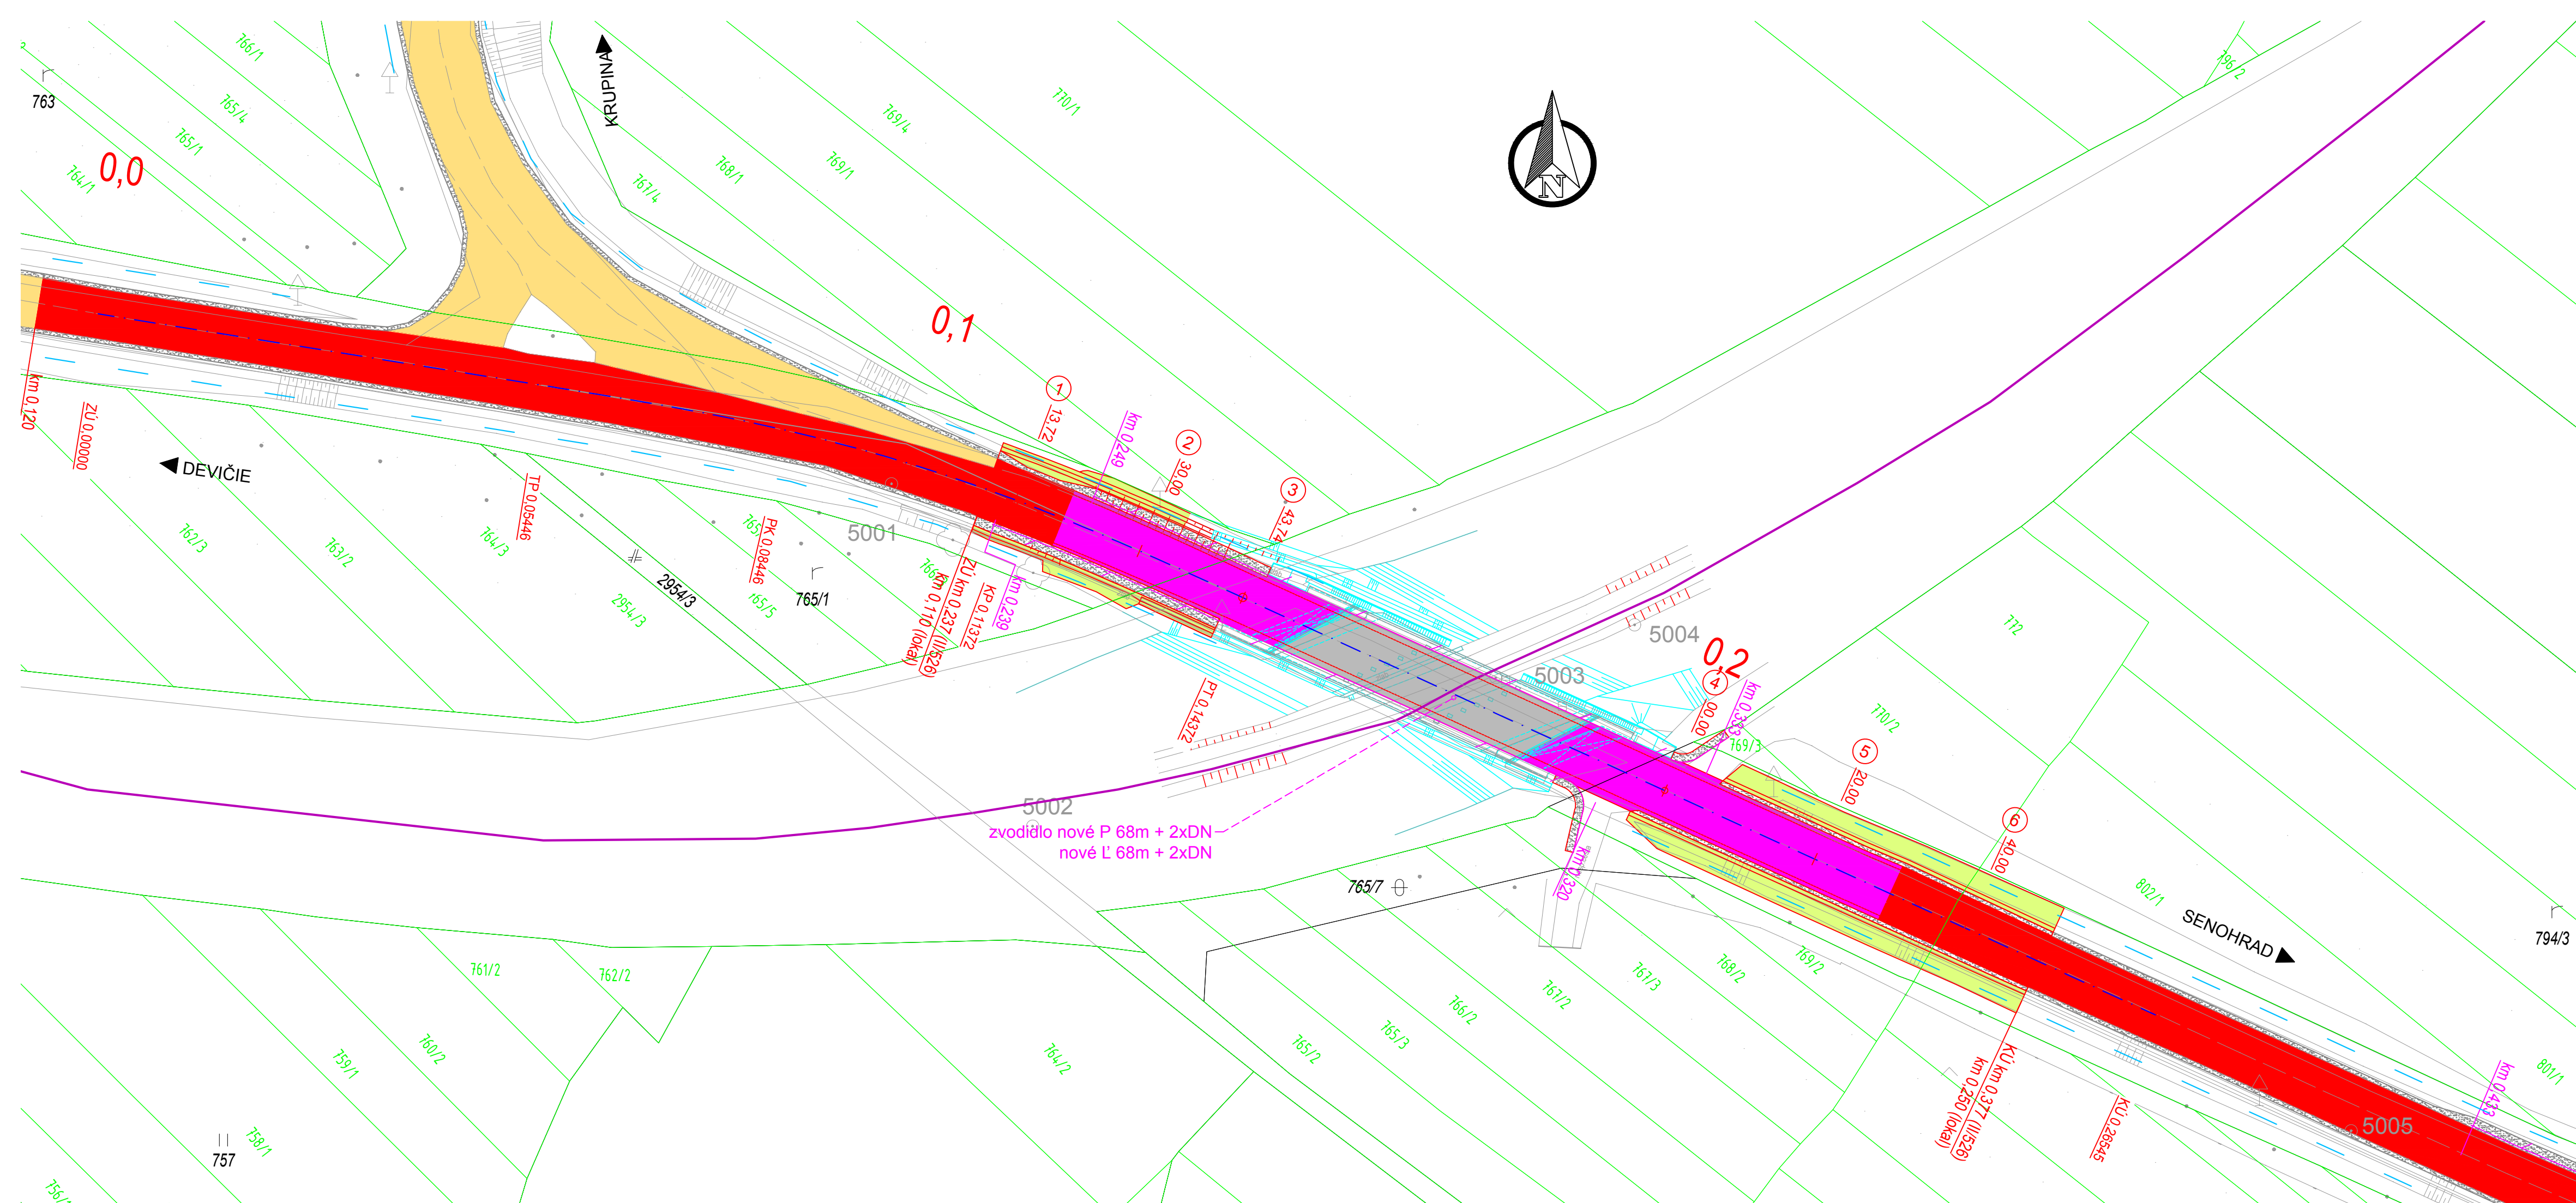 766/1
763
765/4
765/1
764/1
0,0
KRUPINA
767/4
768/1
769/1
769/4
770/1
N
796/2
0,1
km 0,120
ZÚ 0,00000
DEVIČIE
TP 0,05446
PK 0,08446
762/3
763/2
764/3
2954/3
2954/3
765/5
765/1
5001
1
13,72
km 0,249
2
30,00
3
43,74
ZÚ km 0,237 (II/526)
km 0,110 (lokal)
KP 0,11372
km 0,239
PT 0,14372
5002
zvodidlo nové P 68m + 2xDN
nové Ľ 68m + 2xDN
5003
5004
0,2
4
00,00
km 0,333
769/3
772
770/2
5
20,00
6
40,00
802/1
SENOHRAD
794/3
km 0,320
765/7
761/2
762/2
759/1
760/2
764/2
765/2
765/3
766/2
767/2
767/3
768/2
769/2
KÚ km 0,377 (II/526)
km 0,250 (lokal)
KÚ 0,26545
km 0,433
801/1
5005
758/1
757